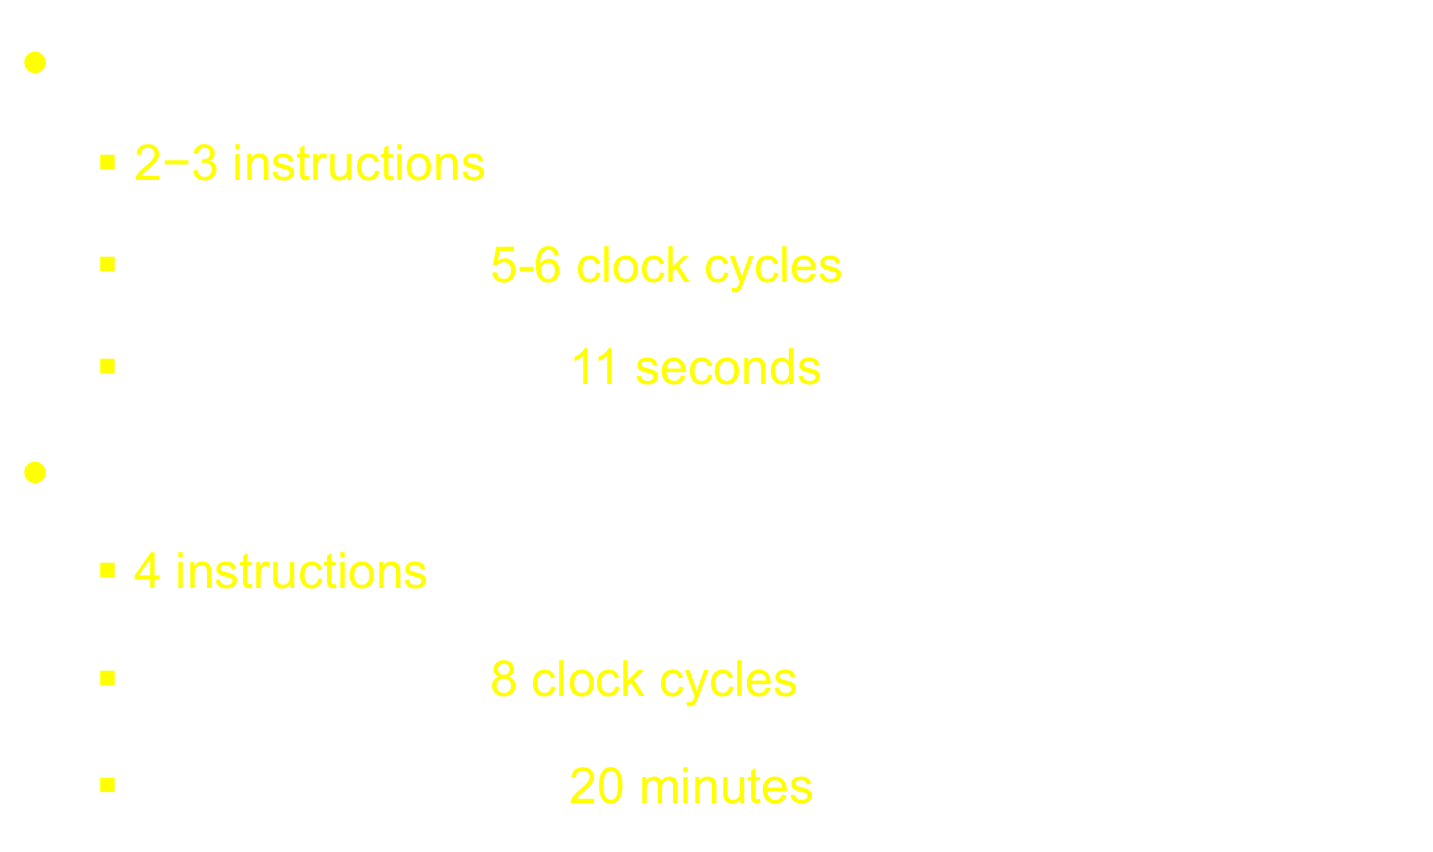 • 
▪ 2−3 instructions
▪ 5-6 clock cycles
▪ 11 seconds
• 
▪ 4 instructions
▪ 8 clock cycles
▪ 20 minutes